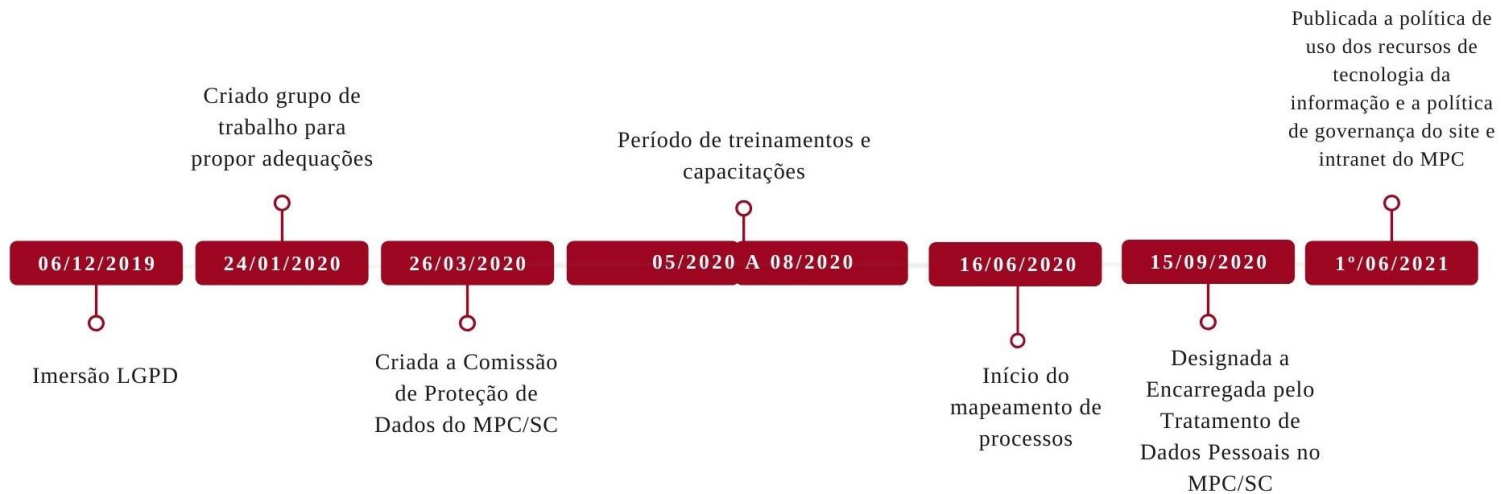 06/12/2019
Imersão LGPD
Criado grupo de
trabalho para
propor adequações
24/01/2020
26/03/2020
Criada a Comissão
de Proteção de
Dados do MPC/SC
Período de treinamentos e
capacitações
05/2020 A 08/2020
16/06/2020
Início do
mapeamento de
processos
15/09/2020
Designada a
Encarregada pelo
Tratamento de
Dados Pessoais no
MPC/SC
Publicada a política de
uso dos recursos de
tecnologia da
informação e a política
de governança do site e
intranet do MPC
1º/06/2021